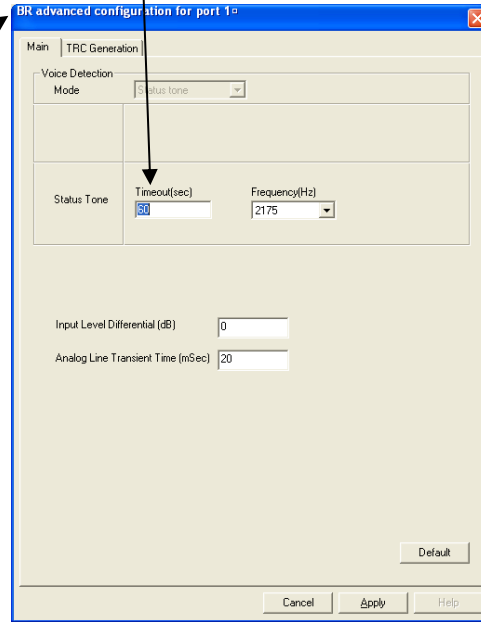 BR advanced configuration for port 1
Main TRC Generation
Voice Detection
Mode Status tone
Status Tone
Timeout(sec) Frequency(Hz)
60 2175
Input Level Differential (dB) 0
Analog Line Transient Time (mSec) 20
Default
Cancel Apply Help